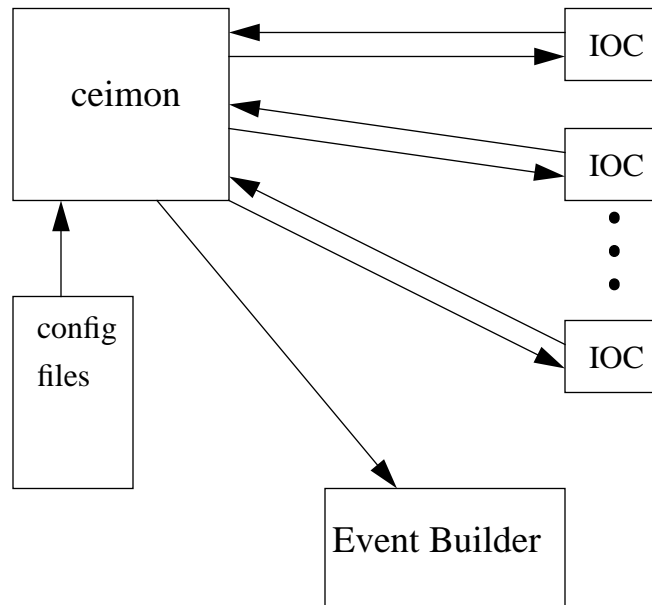 ceimon
IOC
IOC
IOC
config
files
Event Builder